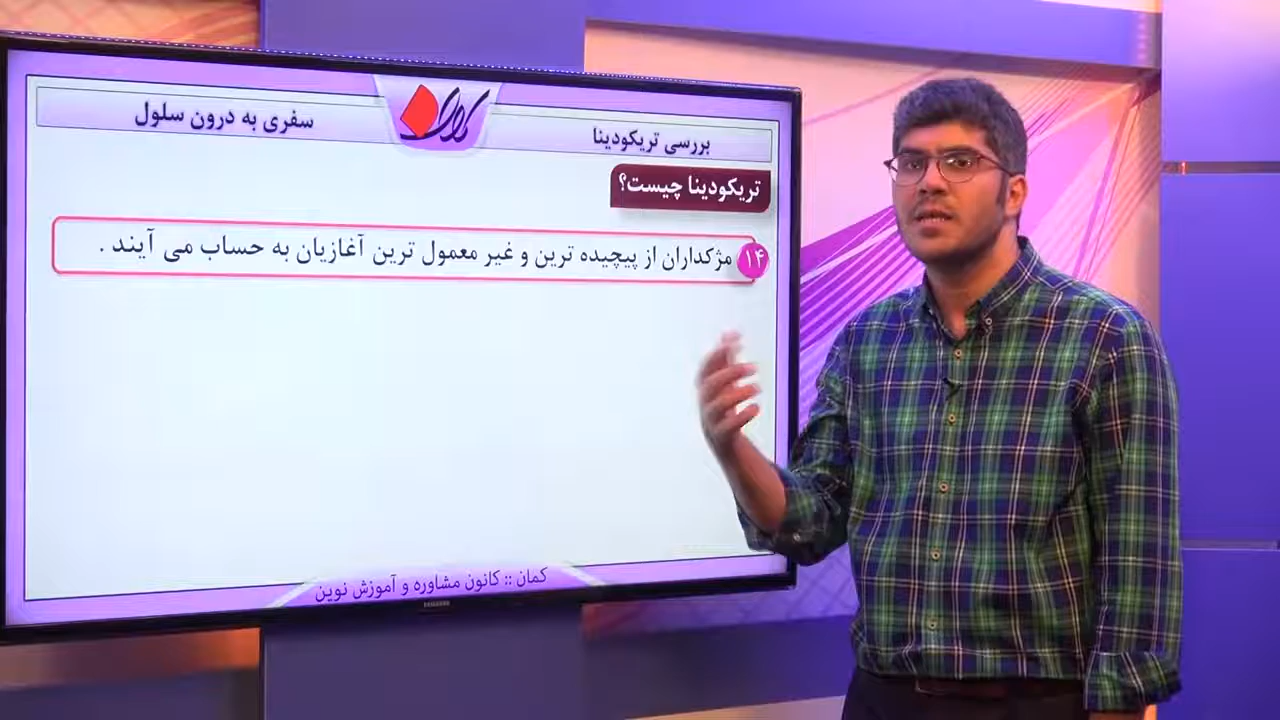 بررسی تریکودینا
سفری به درون سلول
تریکودینا چیست؟
۱۴ مژکداران از پیچیده ترین و غیر معمول ترین آغازیان به حساب می آیند .
کمان :: کانون مشاوره و آموزش نوین
SAMSUNG